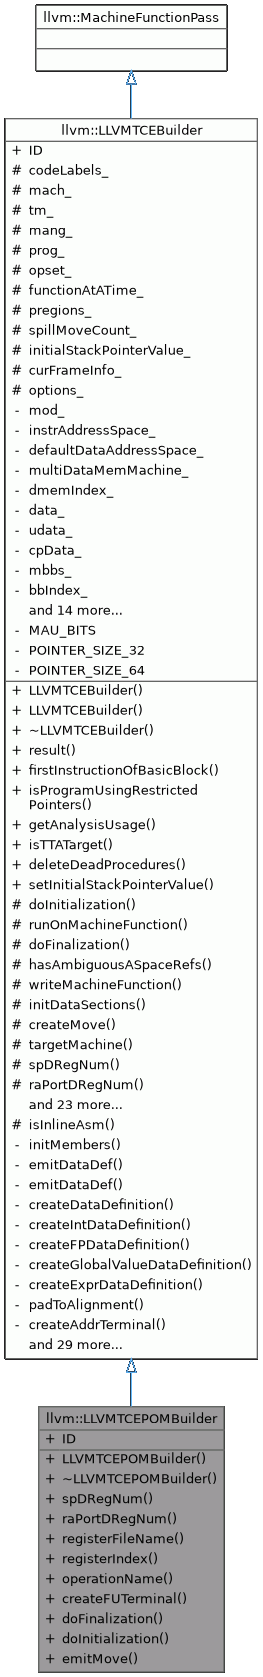 llvm::MachineFunctionPass
llvm::LLVMTCEBuilder
+ ID
# codeLabels_
# mach_
# tm_
# mang_
# prog_
# opset_
# functionAtATime_
# pregions_
# spillMoveCount_
# initialStackPointerValue_
# curFrameInfo_
# options_
- mod_
- instrAddressSpace_
- defaultDataAddressSpace_
- multiDataMemMachine_
- dmemIndex_
- data_
- udata_
- cpData_
- mbbs_
- bbIndex_
and 14 more...
- MAU_BITS
- POINTER_SIZE_32
- POINTER_SIZE_64
+ LLVMTCEBuilder()
+ LLVMTCEBuilder()
+ ~LLVMTCEBuilder()
+ result()
+ firstInstructionOfBasicBlock()
+ isProgramUsingRestricted
Pointers()
+ getAnalysisUsage()
+ isTTATarget()
+ deleteDeadProcedures()
+ setInitialStackPointerValue()
# doInitialization()
# runOnMachineFunction()
# doFinalization()
# hasAmbiguousASpaceRefs()
# writeMachineFunction()
# initDataSections()
# createMove()
# targetMachine()
# spDRegNum()
# raPortDRegNum()
and 23 more...
# isInlineAsm()
- initMembers()
- emitDataDef()
- emitDataDef()
- createDataDefinition()
- createIntDataDefinition()
- createFPDataDefinition()
- createGlobalValueDataDefinition()
- createExprDataDefinition()
- padToAlignment()
- createAddrTerminal()
and 29 more...
llvm::LLVMTCEPOMBuilder
+ ID
+ LLVMTCEPOMBuilder()
+ ~LLVMTCEPOMBuilder()
+ spDRegNum()
+ raPortDRegNum()
+ registerFileName()
+ registerIndex()
+ operationName()
+ createFUTerminal()
+ doFinalization()
+ doInitialization()
+ emitMove()